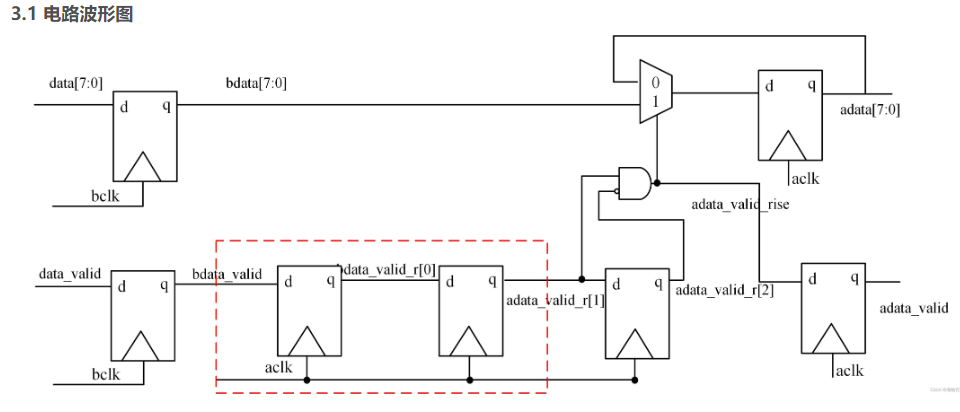 3.1 电路波形图
data[7:0]
bdata[7:0]
0
1
d
q
adata[7:0]
d
q
bclk
aclk
adata_valid_rise
data_valid
bdata_valid
bdata_valid_r[0]
d
q
d
q
d
q
adata_valid_r[1]
d
q
adata_valid_r[2]
d
q
adata_valid
bclk
aclk
aclk